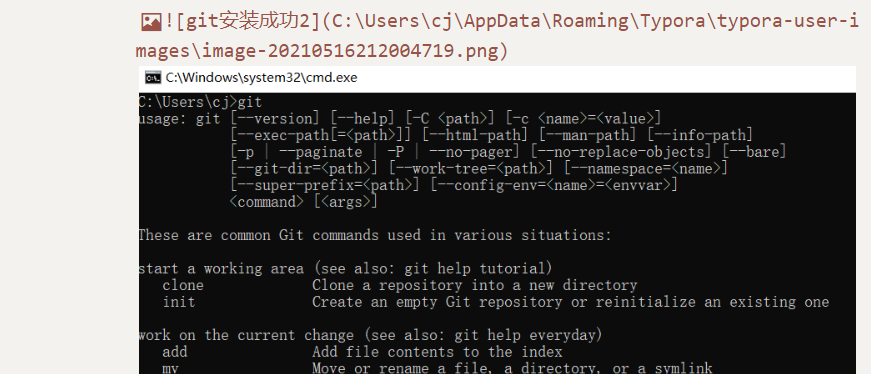 ![git安装成功2](C:\Users\cj\AppData\Roaming\Typora\typora-user-i
mages\image-20210516212004719.png)
C:\Windows\system32\cmd.exe
C:\Users\cj>git
usage: git [--version] [--help] [-C <path>] [-c <name>=<value>]
[--exec-path[=<path>]] [--html-path] [--man-path] [--info-path]
[-p | --paginate | -P | --no-pager] [--no-replace-objects] [--bare]
[--git-dir=<path>] [--work-tree=<path>] [--namespace=<name>]
[--super-prefix=<path>] [--config-env=<name>=<envvar>]
<command> [<args>]
These are common Git commands used in various situations:
start a working area (see also: git help tutorial)
clone Clone a repository into a new directory
init Create an empty Git repository or reinitialize an existing one
work on the current change (see also: git help everyday)
add Add file contents to the index
mv Move or rename a file, a directory, or a symlink